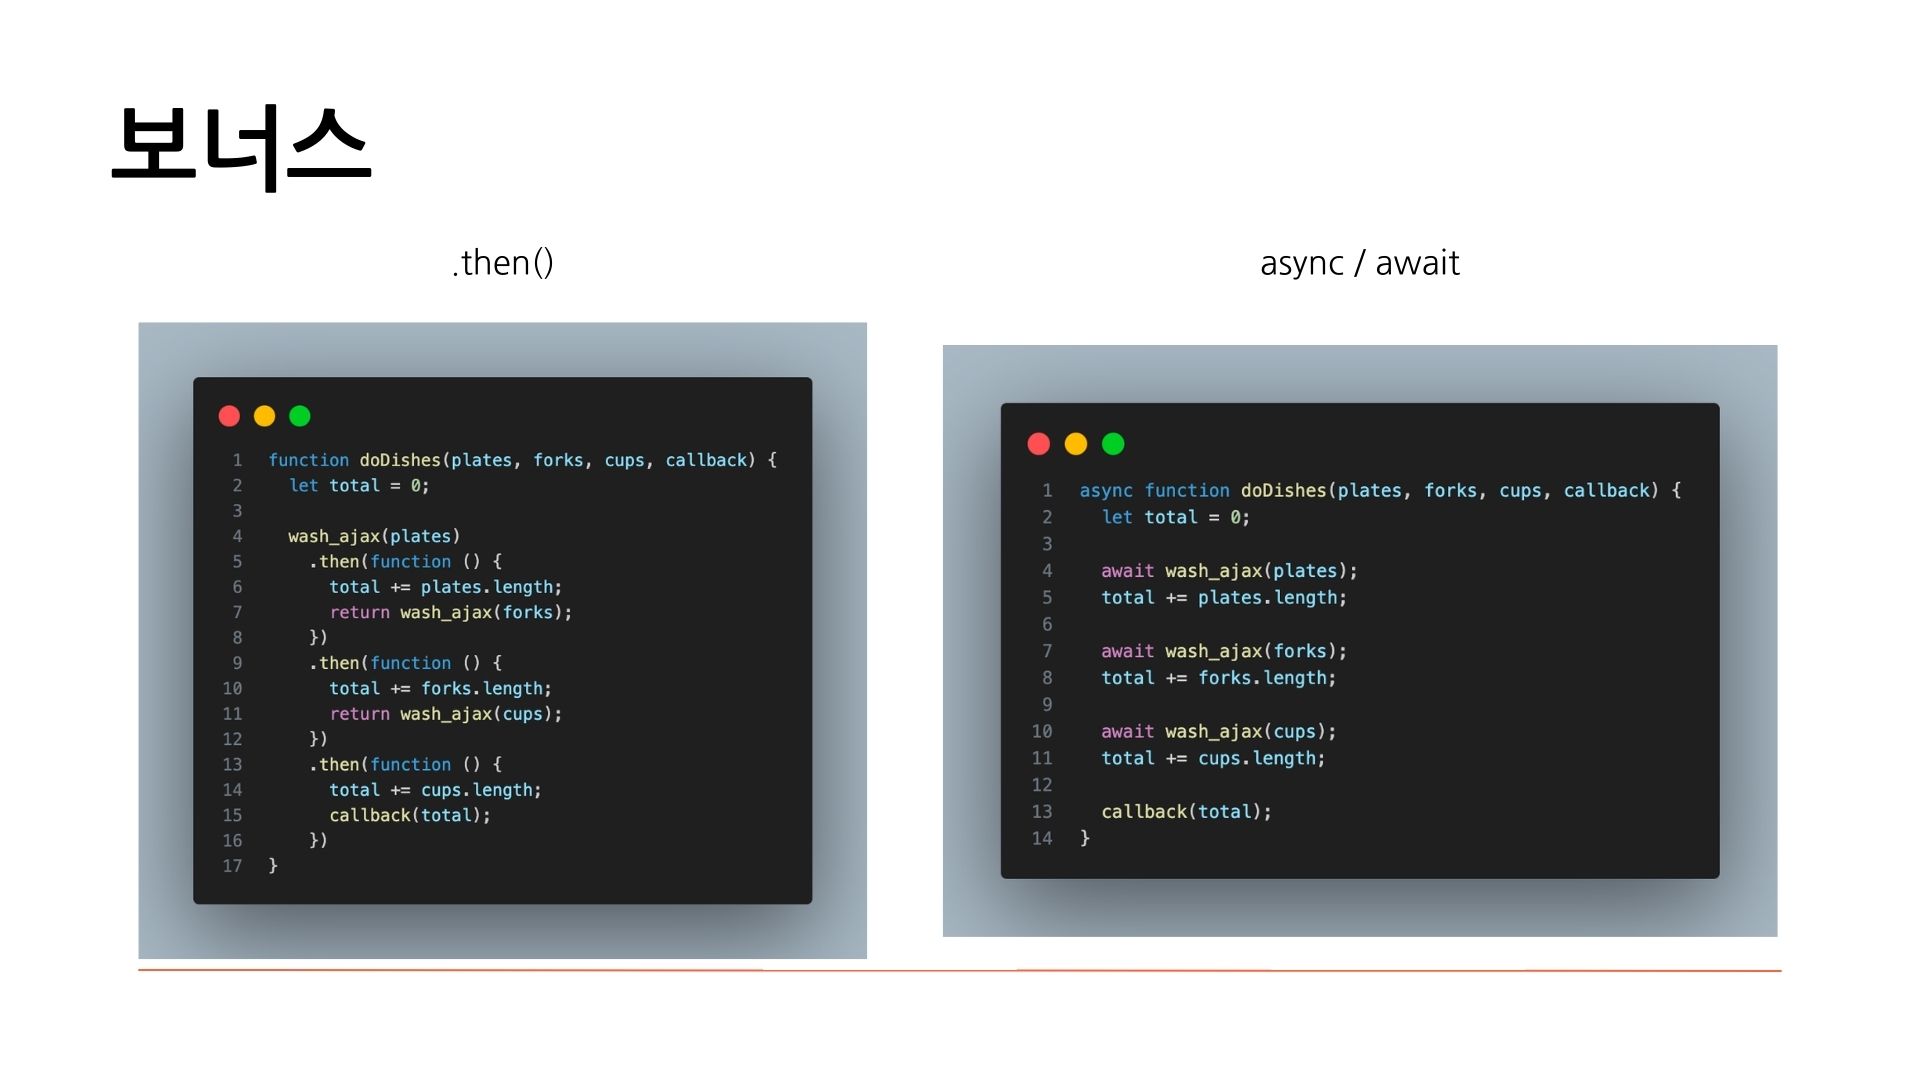 보너스
.then()
1 function doDishes(plates, forks, cups, callback) {
2   let total = 0;
3
4   wash_ajax(plates)
5     .then(function () {
6       total += plates.length;
7       return wash_ajax(forks);
8     })
9     .then(function () {
10       total += forks.length;
11       return wash_ajax(cups);
12     })
13     .then(function () {
14       total += cups.length;
15       callback(total);
16     })
17 }
async / await
1 async function doDishes(plates, forks, cups, callback) {
2   let total = 0;
3
4   await wash_ajax(plates);
5   total += plates.length;
6
7   await wash_ajax(forks);
8   total += forks.length;
9
10   await wash_ajax(cups);
11   total += cups.length;
12
13   callback(total);
14 }